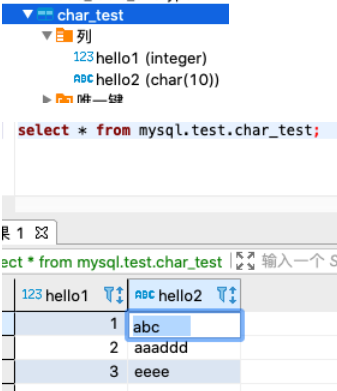 char_test
列
123 hello1 (integer)
ABC hello2 (char(10))
唯一键
select * from mysql.test.char_test;
果 1
ect * from mysql.test.char_test 输入一个 S
123 hello1 ABC hello2
1 abc
2 aaaddd
3 eeee